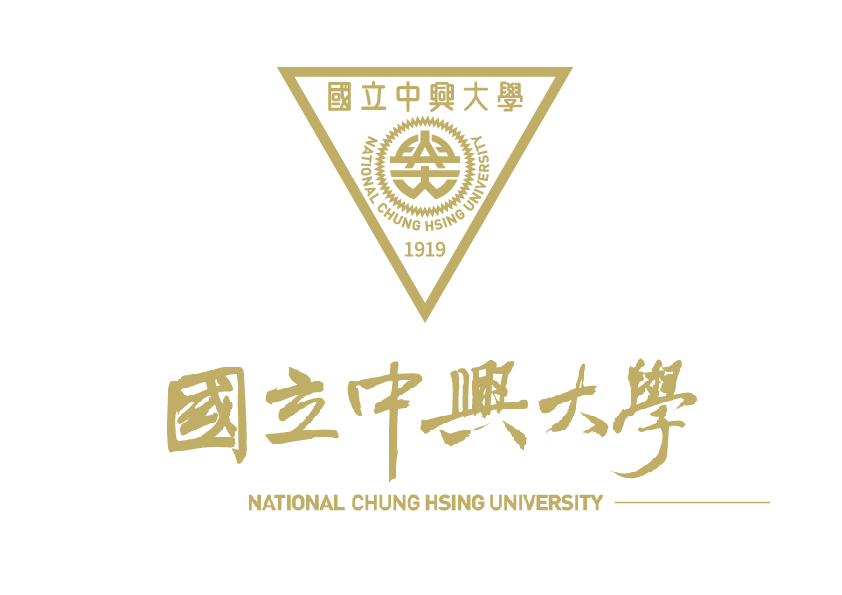 國立中興大學
NATIONAL CHUNG HSING UNIVERSITY
1919
國立中興大學
NATIONAL CHUNG HSING UNIVERSITY